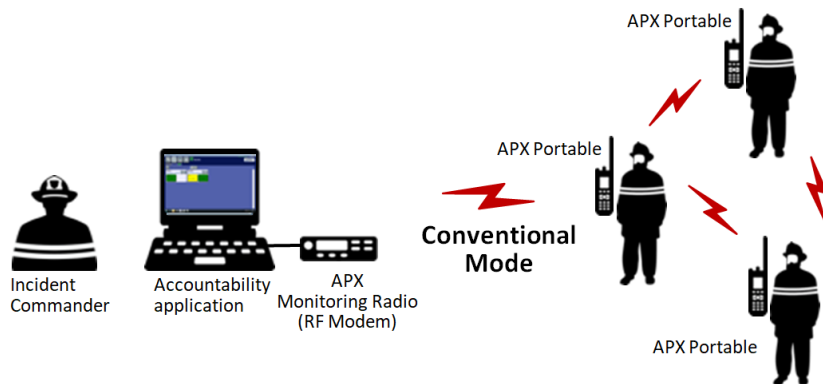 APX Portable
APX Portable
Conventional
Mode
Incident
Commander
Accountability
application
APX
Monitoring Radio
(RF Modem)
APX Portable